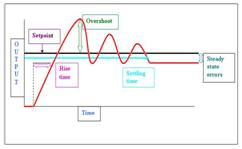 Overshoot
Setpoint
OUTPUT
Rise
time
Settling
time
Steady
state
errors
Time